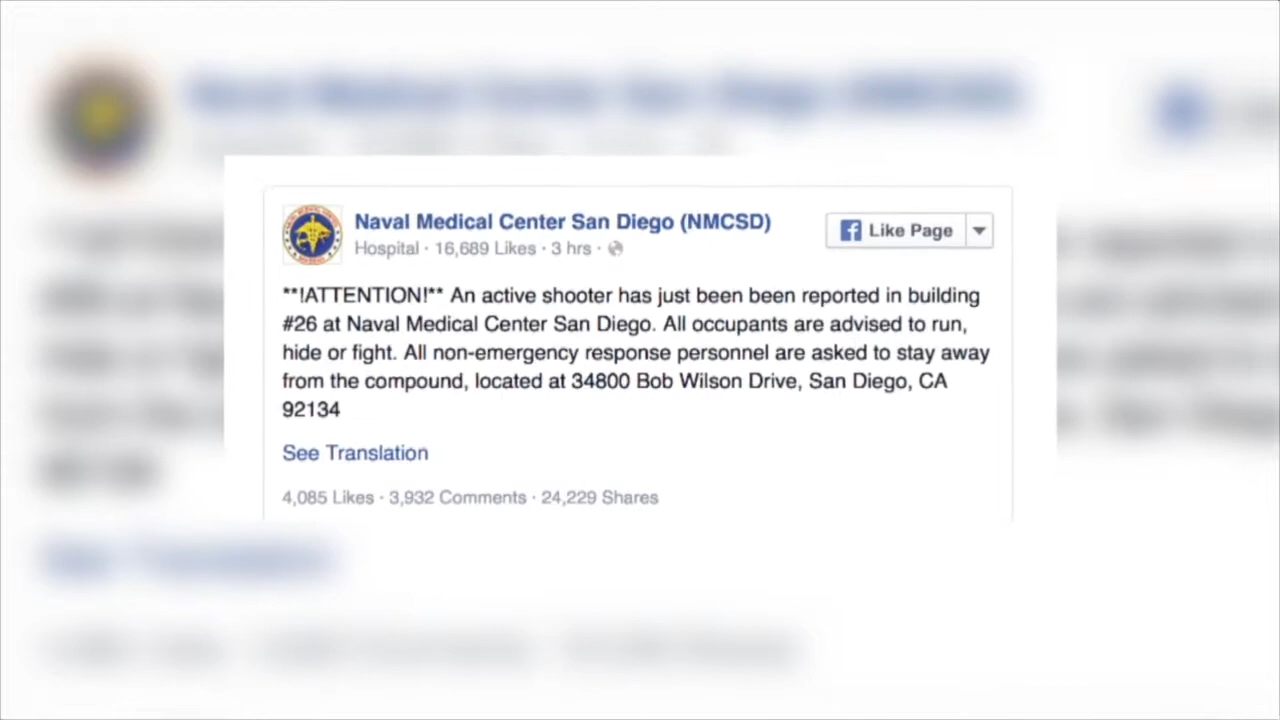 Naval Medical Center San Diego (NMCSD)
Like Page
Hospital · 16,689 Likes · 3 hrs ·
**!ATTENTION!** An active shooter has just been been reported in building
#26 at Naval Medical Center San Diego. All occupants are advised to run,
hide or fight. All non-emergency response personnel are asked to stay away
from the compound, located at 34800 Bob Wilson Drive, San Diego, CA
92134
See Translation
4,085 Likes · 3,932 Comments · 24,229 Shares